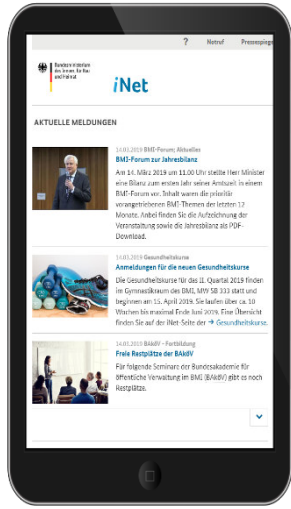 ? Notruf Pressespiege
Bundesministerium
des Innern, für Bau
und Heimat
iNet
AKTUELLE MELDUNGEN
14.03.2019 BMI-Forum; Aktuelles
BMI-Forum zur Jahresbilanz
Am 14. März 2019 um 11.00 Uhr stellte Herr Minister
eine Bilanz zum ersten Jahr seiner Amtszeit in einem
BMI-Forum vor. Inhalt waren die prioritär
vorangetriebenen BMI-Themen der letzten 12
Monate. Anbei finden Sie die Aufzeichnung der
Veranstaltung sowie die Jahresbilanz als PDF-
Download.
14.03.2019 Gesundheitskurse
Anmeldungen für die neuen Gesundheitskurse
Die Gesundheitskurse für das II. Quartal 2019 finden
im Gymnastikraum des BMI, MW SB 333 statt und
beginnen am 15. April 2019. Sie laufen über ca. 10
Wochen bis maximal Ende Juni 2019. Eine Übersicht
finden Sie auf der iNet-Seite der → Gesundheitskurse.
14.03.2019 BAköV - Fortbildung
Freie Restplätze der BAköV
Für folgende Seminare der Bundesakademie für
öffentliche Verwaltung im BMI (BAköV) gibt es noch
Restplätze.